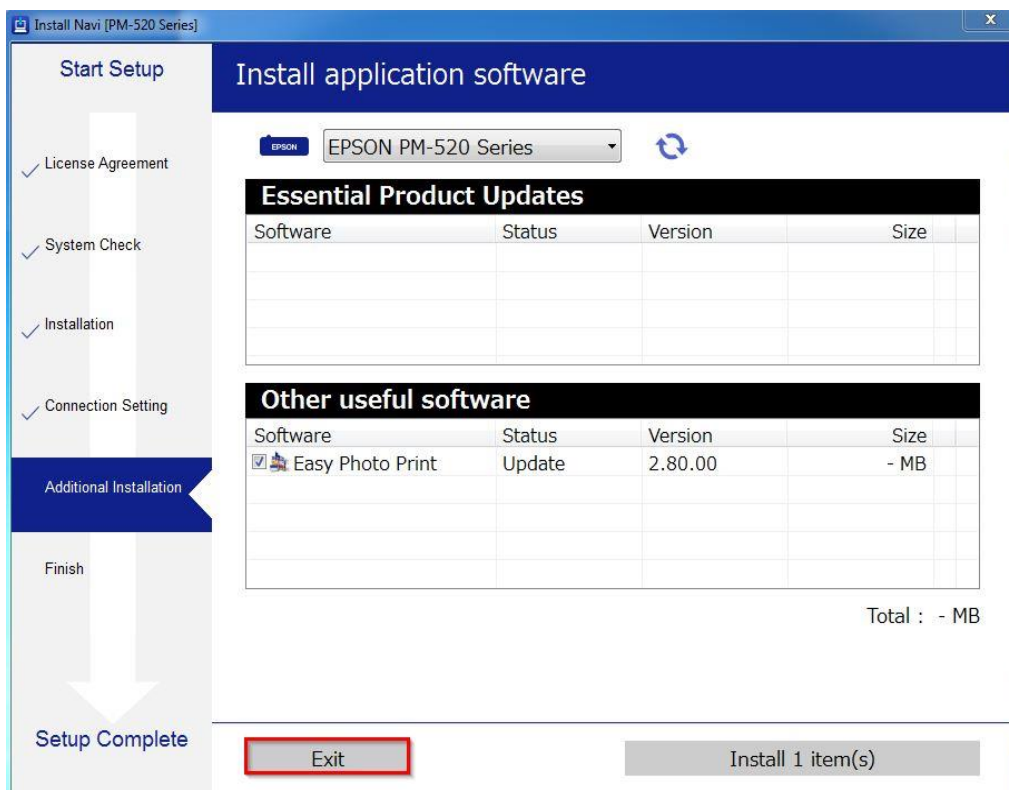 Install Navi [PM-520 Series]
X
Start Setup
License Agreement
System Check
Installation
Connection Setting
Additional Installation
Finish
Setup Complete
Install application software
EPSON EPSON PM-520 Series
Essential Product Updates
Software Status Version Size
Other useful software
Software Status Version Size
Easy Photo Print Update 2.80.00 - MB
Total : - MB
Exit Install 1 item(s)